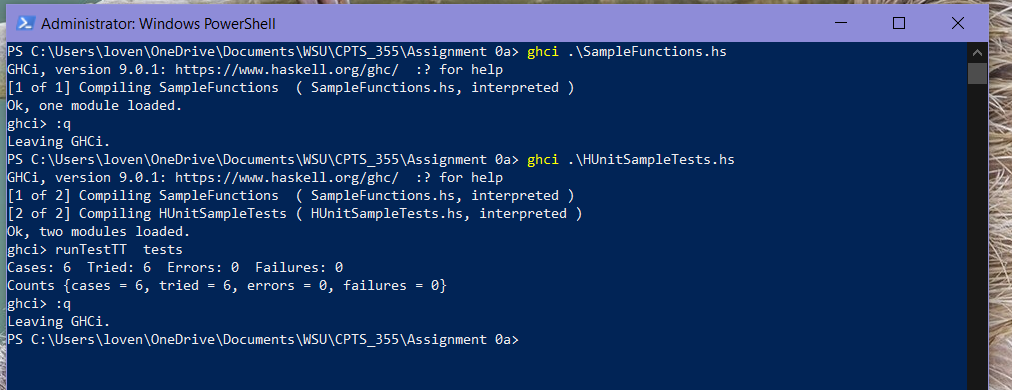 Administrator: Windows PowerShell
PS C:\Users\loven\OneDrive\Documents\WSU\CPTS_355\Assignment 0a> ghci .\SampleFunctions.hs
GHCi, version 9.0.1: https://www.haskell.org/ghc/  :? for help
[1 of 1] Compiling SampleFunctions  ( SampleFunctions.hs, interpreted )
Ok, one module loaded.
ghci> :q
Leaving GHCi.
PS C:\Users\loven\OneDrive\Documents\WSU\CPTS_355\Assignment 0a> ghci .\HUnitSampleTests.hs
GHCi, version 9.0.1: https://www.haskell.org/ghc/  :? for help
[1 of 2] Compiling SampleFunctions  ( SampleFunctions.hs, interpreted )
[2 of 2] Compiling HUnitSampleTests ( HUnitSampleTests.hs, interpreted )
Ok, two modules loaded.
ghci> runTestTT  tests
Cases: 6  Tried: 6  Errors: 0  Failures: 0
Counts {cases = 6, tried = 6, errors = 0, failures = 0}
ghci> :q
Leaving GHCi.
PS C:\Users\loven\OneDrive\Documents\WSU\CPTS_355\Assignment 0a>